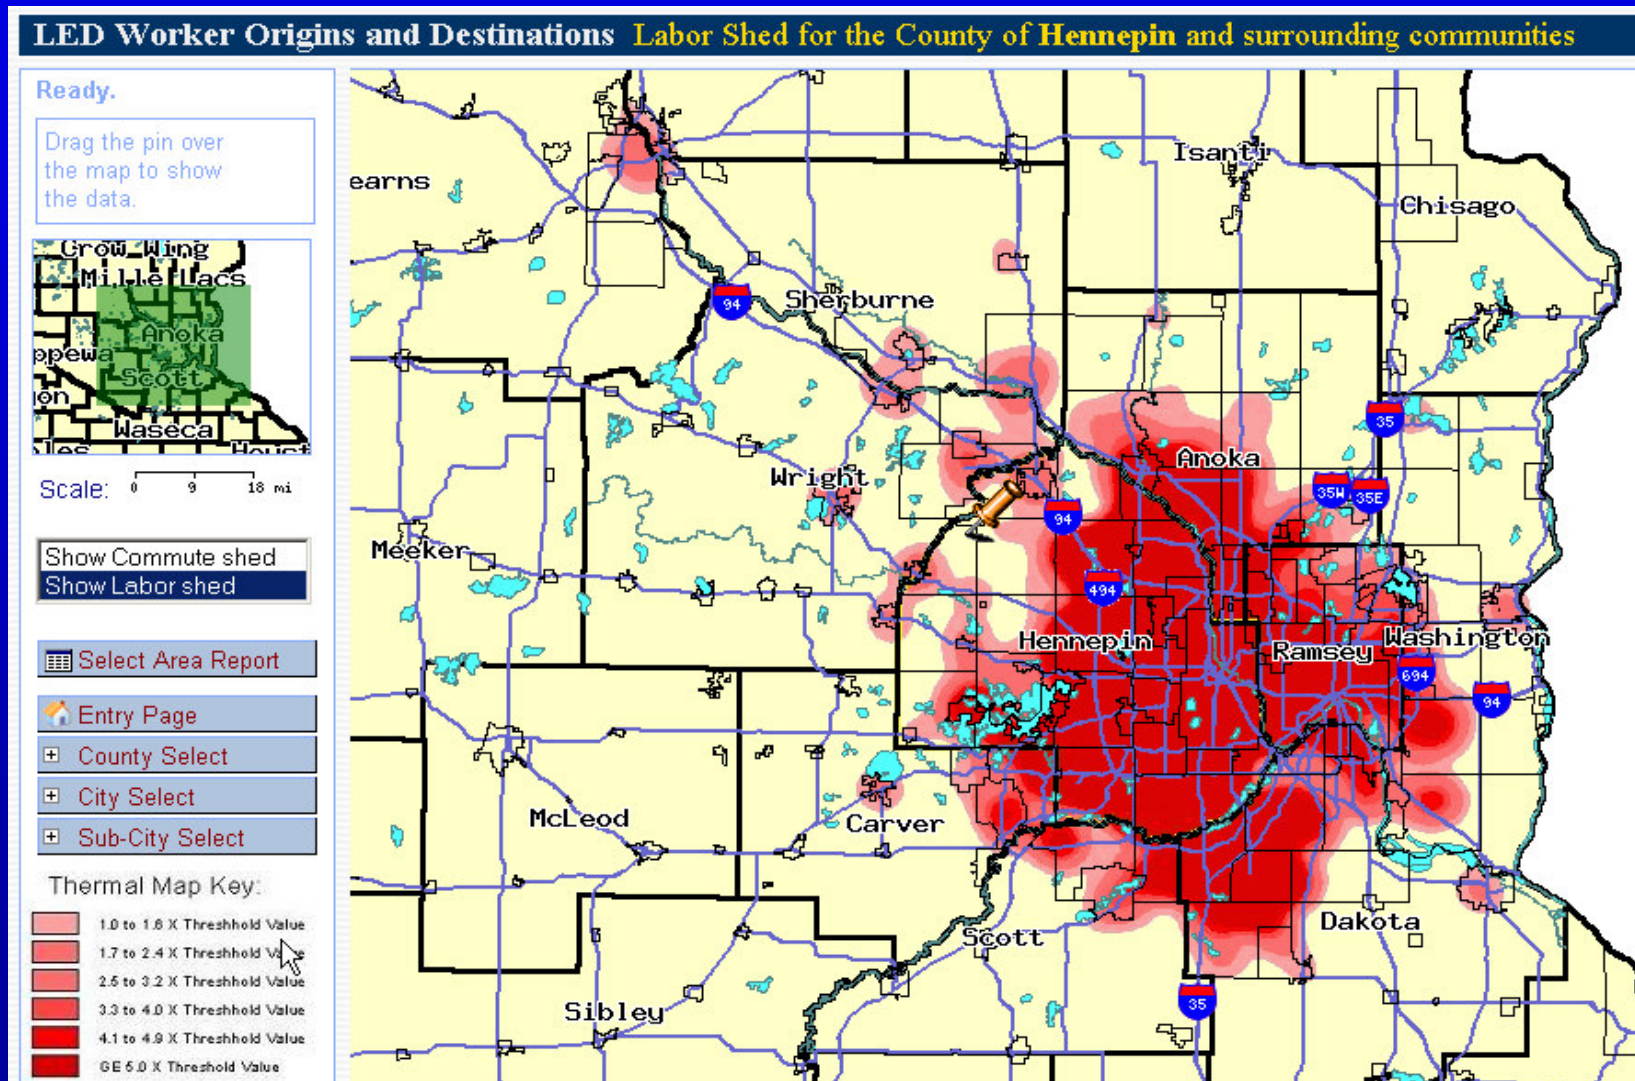 LED Worker Origins and Destinations Labor Shed for the County of Hennepin and surrounding communities
Ready.
Drag the pin over
the map to show
the data.
Crow Wing
Mille Lacs
Anoka
ppewa
Scott
on
Waseca
les
Houst
Scale: 0 9 18 mi
Show Commute shed
Show Labor shed
Select Area Report
Entry Page
County Select
City Select
Sub-City Select
Thermal Map Key:
1.0 to 1.6 X Threshhold Value
1.7 to 2.4 X Threshhold
2.5 to 3.2 X Threshhold Value
3.3 to 4.0 X Threshhold Value
4.1 to 4.9 X Threshhold Value
GE 5.0 X Threshold Value
earns
Isanti
Chisago
94
Sherburne
35
Anoka
Wright
35W
35E
94
Meeker
494
Hennepin
Ramsey
Washington
694
94
McLeod
Carver
Scott
Dakota
35
Sibley